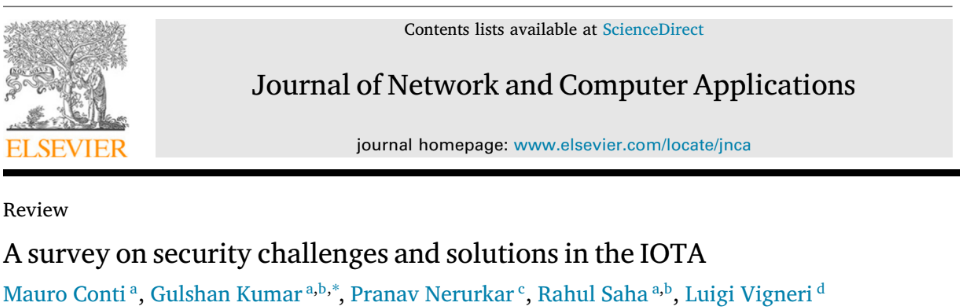 Contents lists available at ScienceDirect
Journal of Network and Computer Applications
ELSEVIER
journal homepage: www.elsevier.com/locate/jnca
Review
A survey on security challenges and solutions in the IOTA
Mauro Conti a, Gulshan Kumar a,b,*, Pranav Nerurkar c, Rahul Saha a,b, Luigi Vigneri d